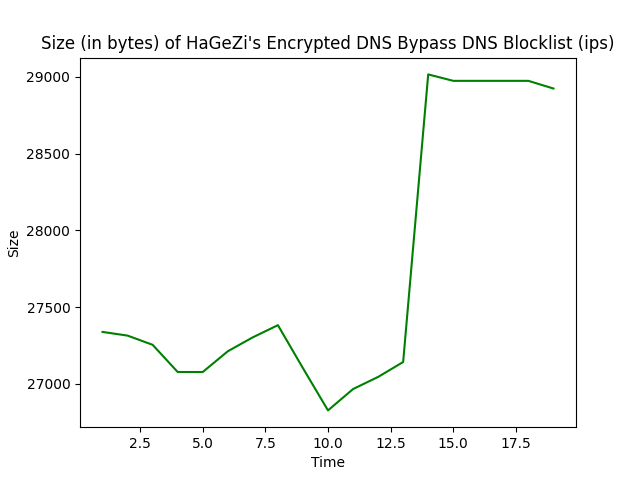 Size (in bytes) of HaGeZi's Encrypted DNS Bypass DNS Blocklist (ips)
29000
28500
28000
27500
27000
Size
2.5 5.0 7.5 10.0 12.5 15.0 17.5
Time